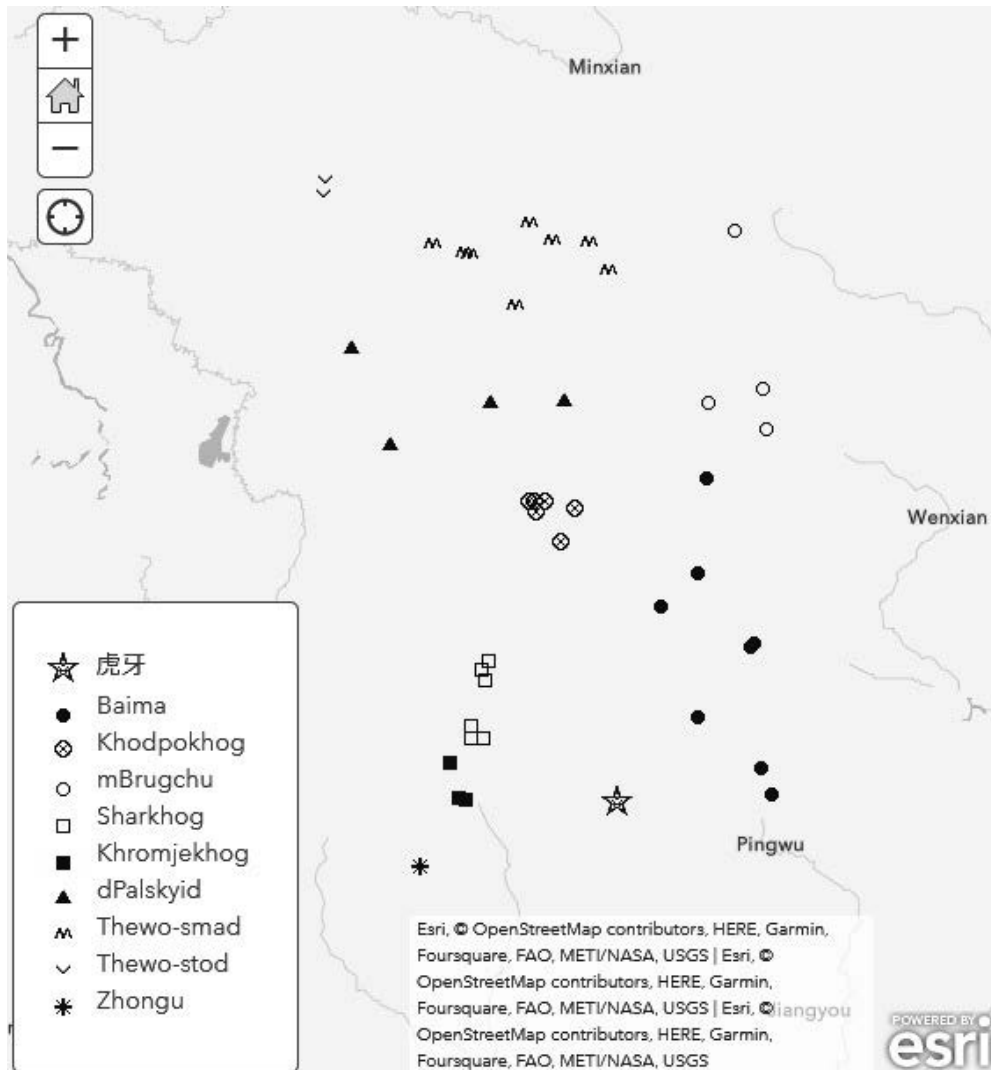 +
Minxian
−
Wenxian
虎牙
Baima
Khodpokhog
mBrugchu
Sharkhog
Khromjekhog
dPalskyid
Thewo-smad
Thewo-stod
Zhongu
Pingwu
Esri, © OpenStreetMap contributors, HERE, Garmin,
Foursquare, FAO, METI/NASA, USGS | Esri, ©
OpenStreetMap contributors, HERE, Garmin,
Foursquare, FAO, METI/NASA, USGS | Esri, ©
OpenStreetMap contributors, HERE, Garmin,
Foursquare, FAO, METI/NASA, USGS
Jiangyou
POWERED BY
esri